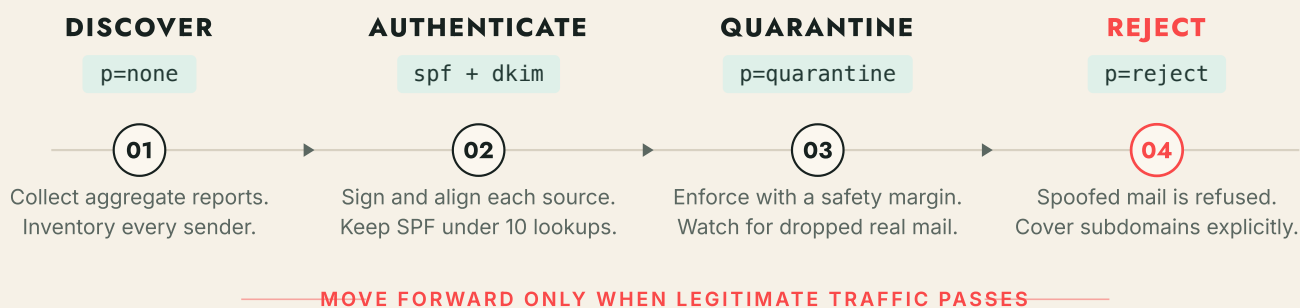 DISCOVER
p=none
01
Collect aggregate reports.
Inventory every sender.
AUTHENTICATE
spf + dkim
02
Sign and align each source.
Keep SPF under 10 lookups.
QUARANTINE
p=quarantine
03
Enforce with a safety margin.
Watch for dropped real mail.
REJECT
p=reject
04
Spoofed mail is refused.
Cover subdomains explicitly.
MOVE FORWARD ONLY WHEN LEGITIMATE TRAFFIC PASSES